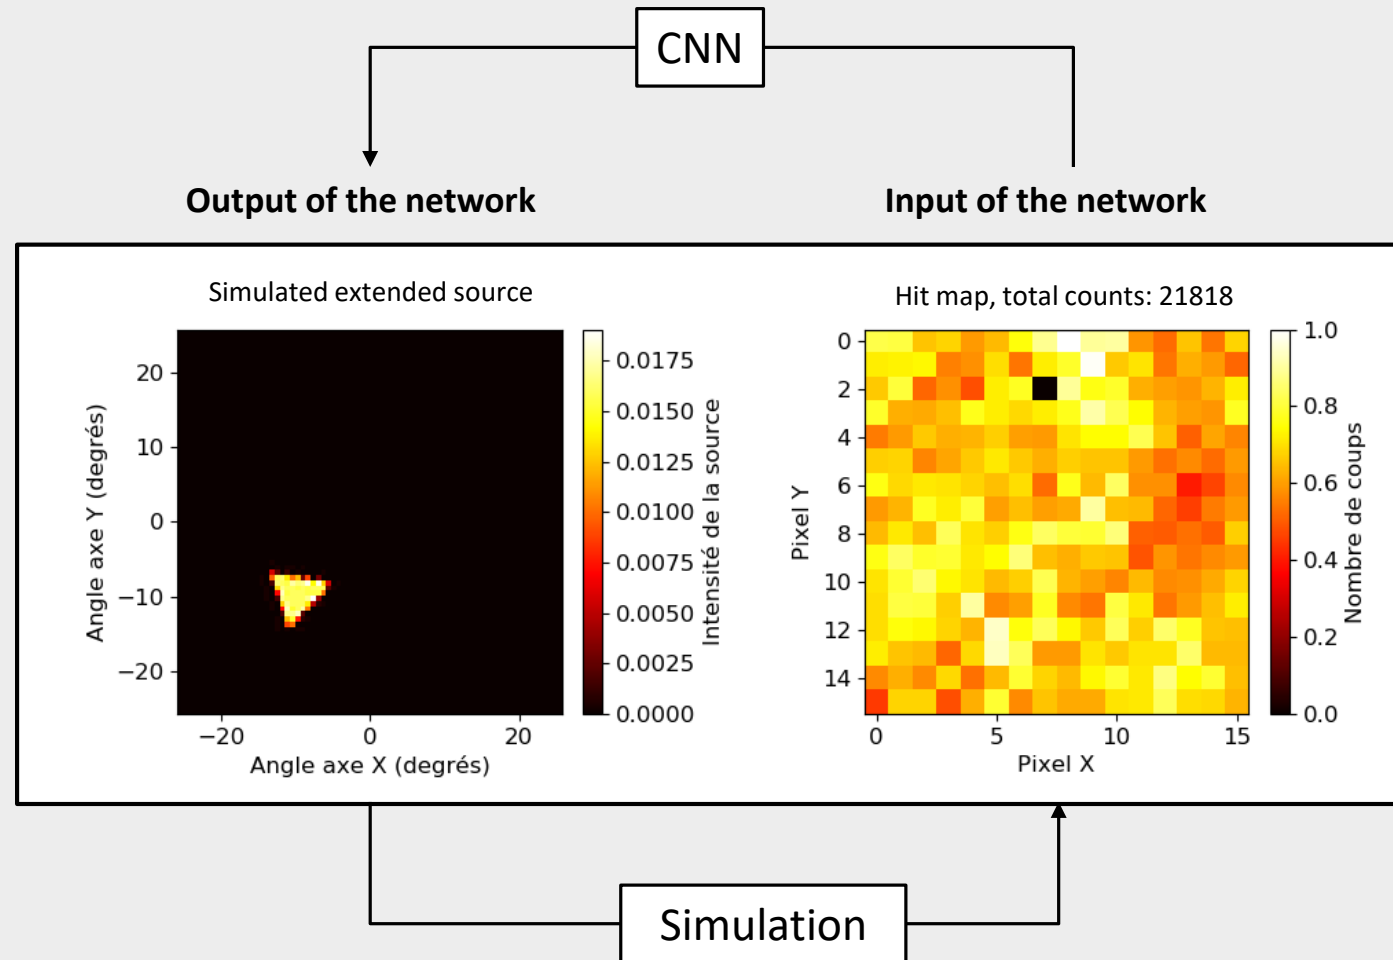 CNN
Output of the network
Input of the network
Simulated extended source
Hit map, total counts: 21818
20
10
0
−10
−20
−20
0
20
Angle axe Y (degrés)
Angle axe X (degrés)
0.0175
0.0150
0.0125
0.0100
0.0075
0.0050
0.0025
0.0000
Intensité de la source
0
2
4
6
8
10
12
14
0
5
10
15
Pixel Y
Pixel X
1.0
0.8
0.6
0.4
0.2
0.0
Nombre de coups
Simulation